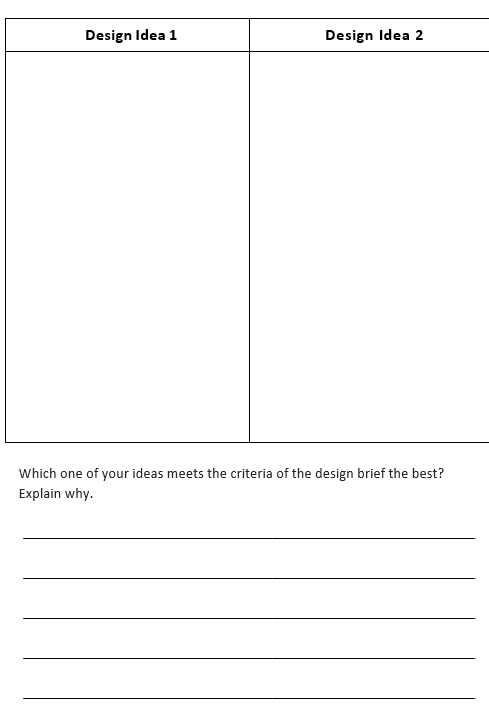 Design Idea 1
Design Idea 2
Which one of your ideas meets the criteria of the design brief the best?
Explain why.